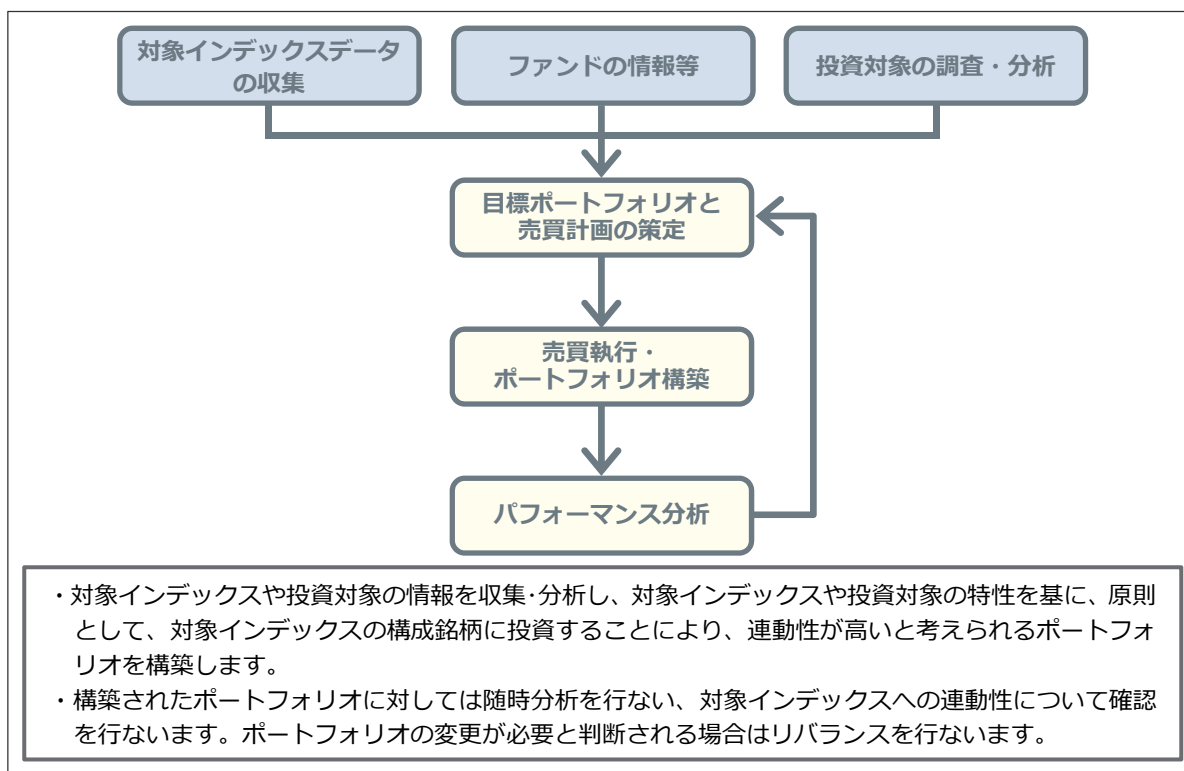 対象インデックスデータ
の収集
ファンドの情報等
投資対象の調査・分析
目標ポートフォリオと
売買計画の策定
売買執行・
ポートフォリオ構築
パフォーマンス分析
・対象インデックスや投資対象の情報を収集・分析し、対象インデックスや投資対象の特性を基に、原則
として、対象インデックスの構成銘柄に投資することにより、連動性が高いと考えられるポートフォ
リオを構築します。
・構築されたポートフォリオに対しては随時分析を行ない、対象インデックスへの連動性について確認
を行ないます。ポートフォリオの変更が必要と判断される場合はリバランスを行ないます。